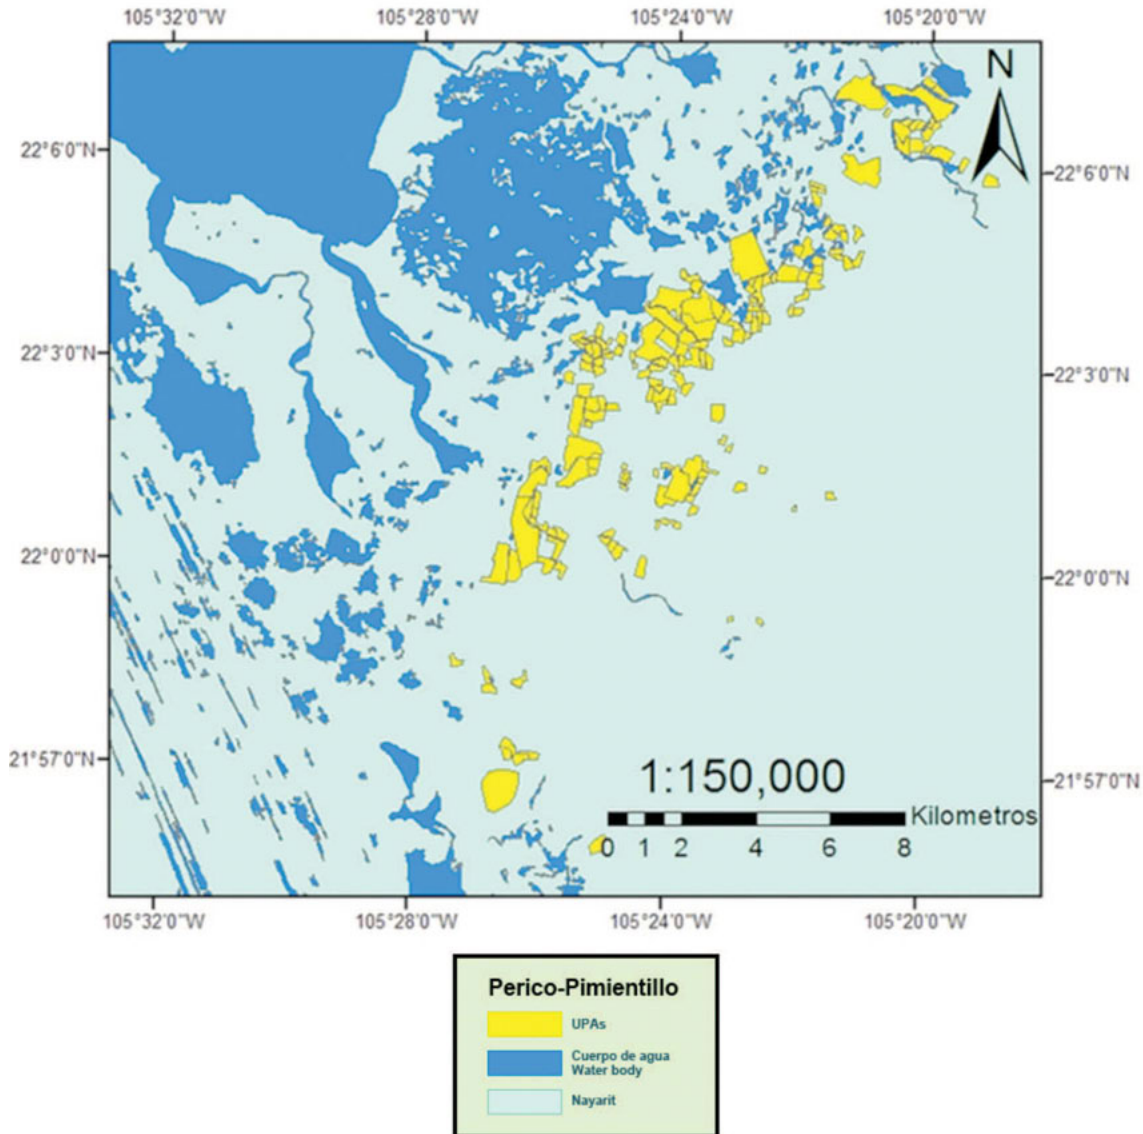 105°32'0"W 105°28'0"W 105°24'0"W 105°20'0"W
N
22°6'0"N
22°6'0"N
22°3'0"N
22°3'0"N
22°0'0"N
22°0'0"N
21°57'0"N
21°57'0"N
1:150,000
Kilometros
0 1 2 4 6 8
105°32'0"W 105°28'0"W 105°24'0"W 105°20'0"W
Perico-Pimientillo
UPAs
Cuerpo de agua
Water body
Nayarit